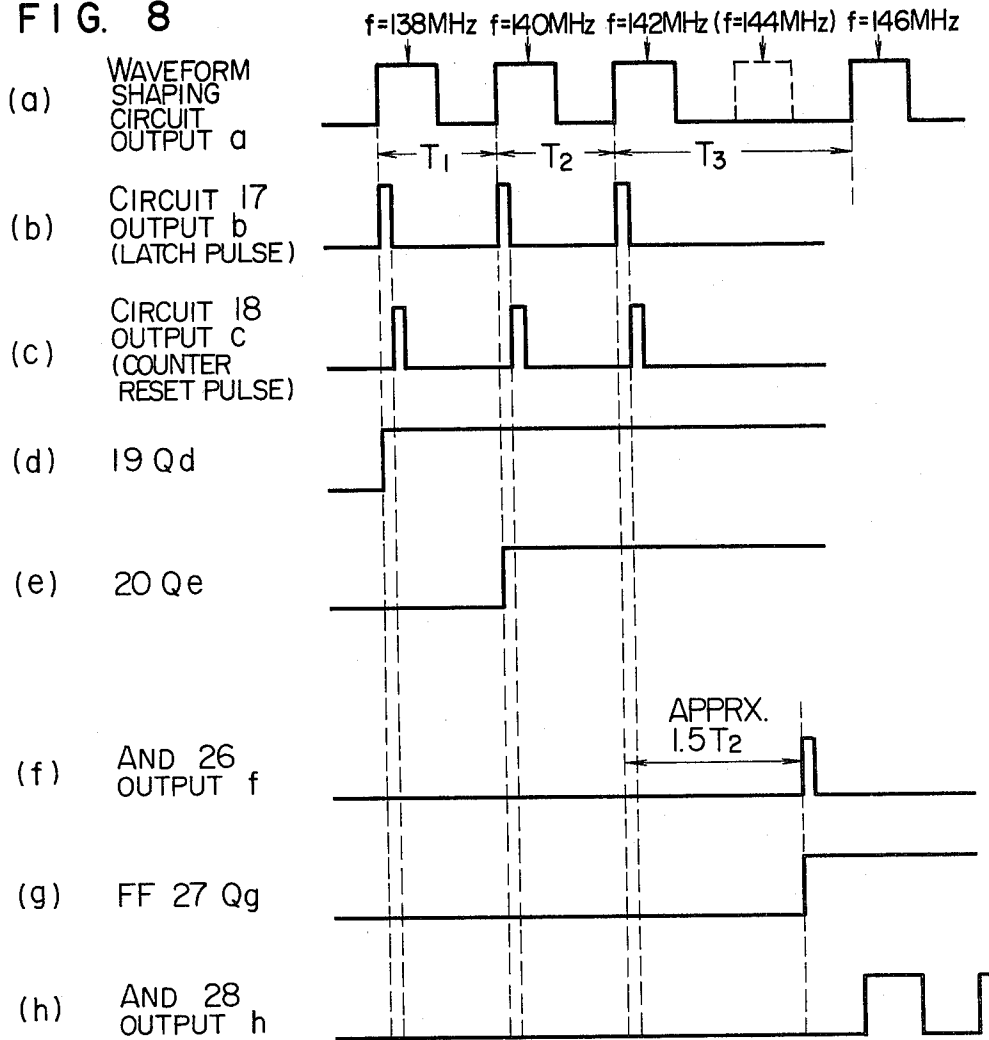 FIG. 8
f=138MHz f=140MHz f=142MHz (f=144MHz) f=146MHz
(a) WAVEFORM
SHAPING
CIRCUIT
OUTPUT a
T1 T2 T3
(b) CIRCUIT 17
OUTPUT b
(LATCH PULSE)
(c) CIRCUIT 18
OUTPUT c
(COUNTER
RESET PULSE)
(d) 19 Qd
(e) 20 Qe
APPRX.
1.5T2
(f) AND 26
OUTPUT f
(g) FF 27 Qg
(h) AND 28
OUTPUT h